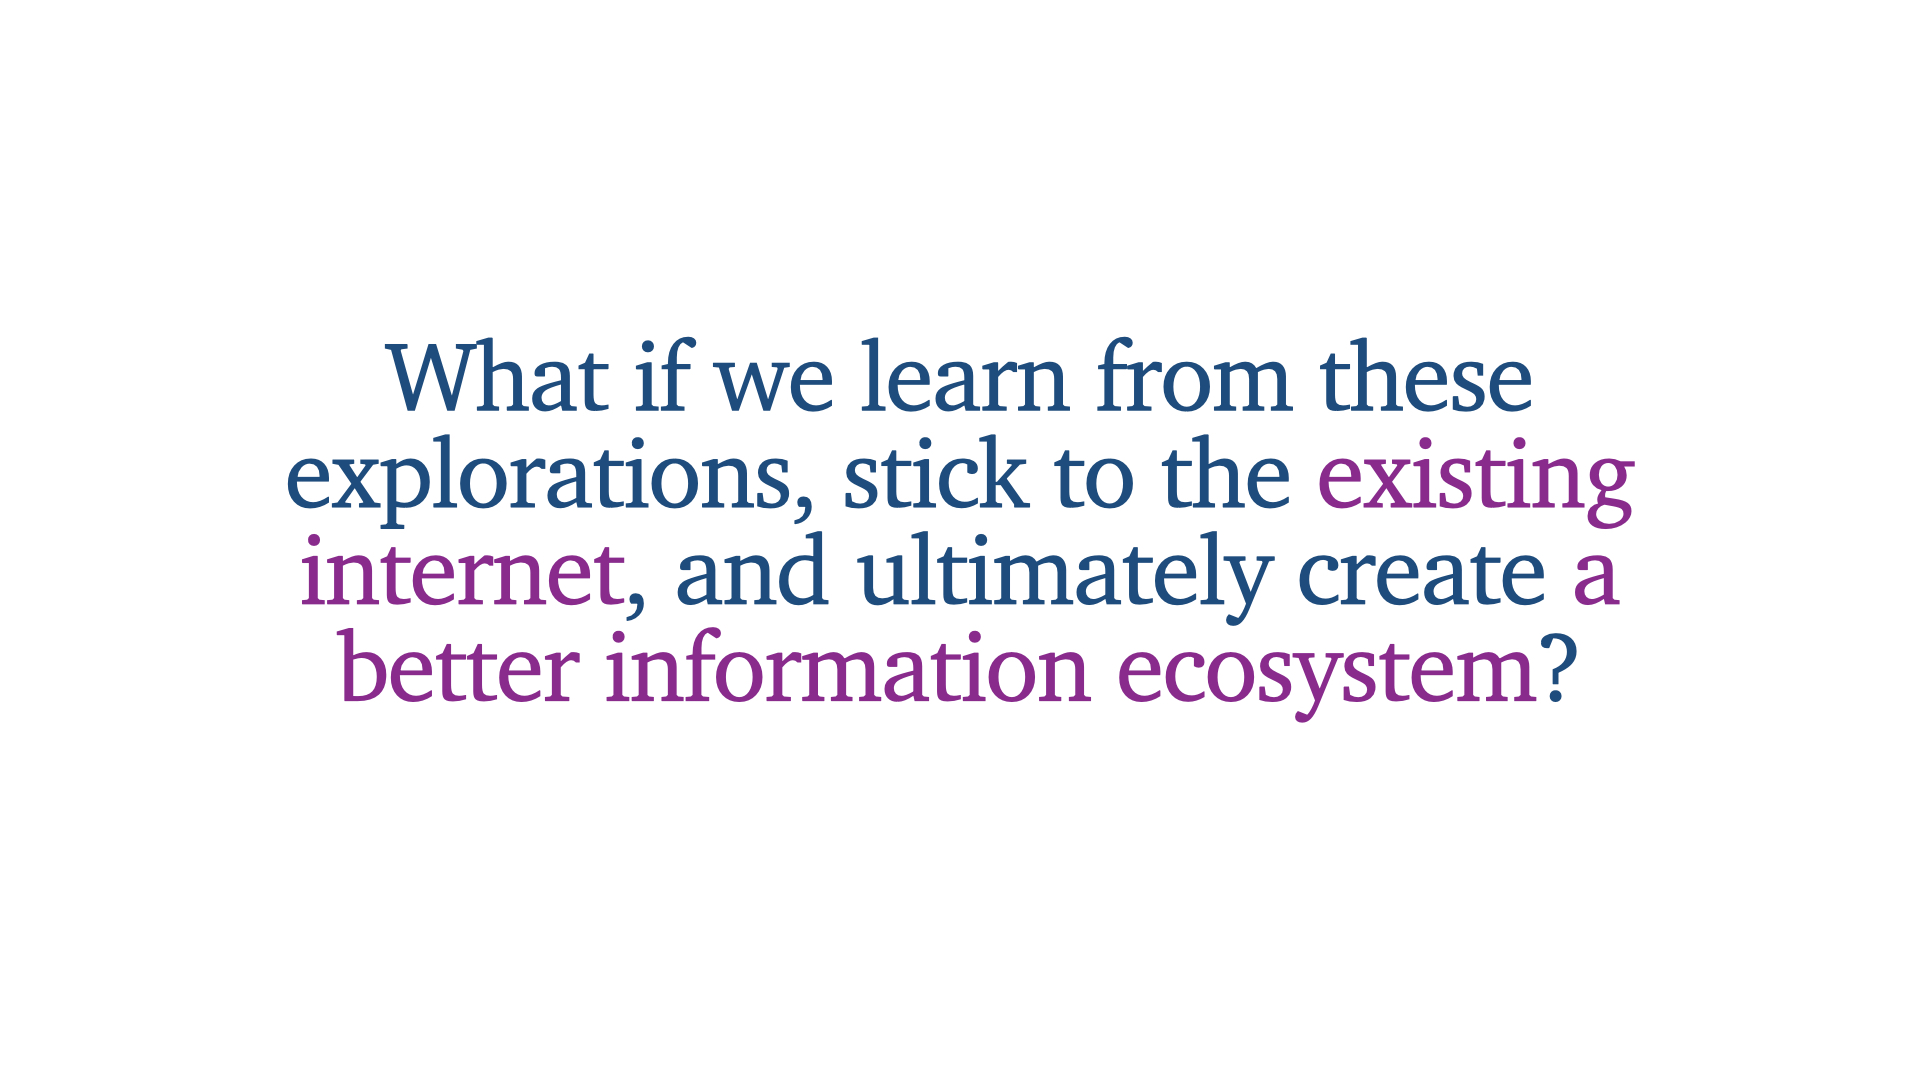 What if we learn from these
explorations, stick to the existing
internet, and ultimately create a
better information ecosystem?